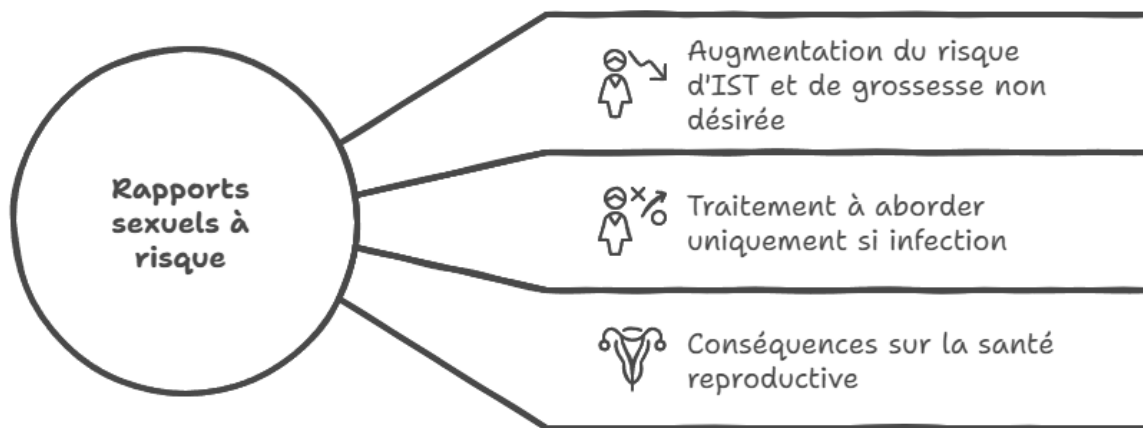 Rapports
sexuels à
risque
Augmentation du risque
d'IST et de grossesse non
désirée
Traitement à aborder
uniquement si infection
Conséquences sur la santé
reproductive